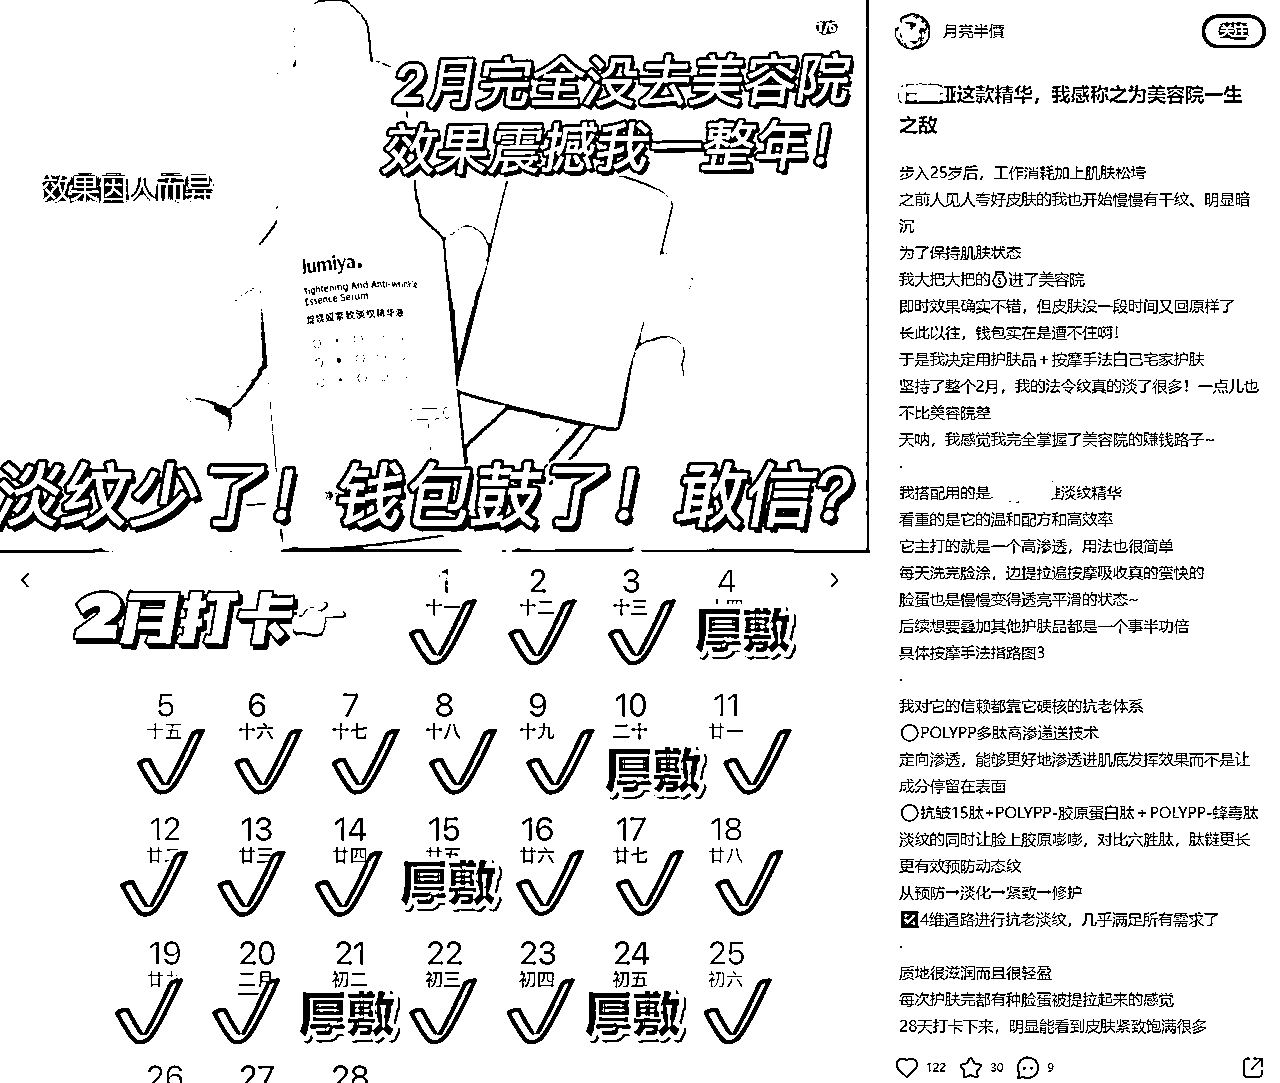 1/6
2月完全没去美容院
效果震撼我一整年！
效果因人而异
lumiya.
Tightening And Anti-wrinkle
Essence Serum
淡纹少了！ 钱包鼓了！ 敢信？
2月打卡
1 2 3 4
十一 十二 十三
厚敷
5 6 7 8 9 10 11
十五 十六 十七 十八 十九 二十 廿一
厚敷
12 13 14 15 16 17 18
廿二 廿三 廿四 廿五 廿六 廿七 廿八
厚敷
19 20 21 22 23 24 25
廿九 二月 初二 初三 初四 初五 初六
厚敷 厚敷
26 27 28
月亮半價
关注
亚这款精华，我愿称之为美容院一生
之敌
步入25岁后，工作消耗加上肌肤松垮
之前人见人夸好皮肤的我也开始慢慢有干纹、明显暗
沉
为了保持肌肤状态
我大把大把的💰进了美容院
即时效果确实不错，但皮肤没一段时间又回原样了
长此以往，钱包实在是遭不住啊！
于是我决定用护肤品+按摩手法自己宅家护肤
坚持了整个2月，我的法令纹真的淡了很多！一点儿也
不比美容院差
天呐，我感觉我完全掌握了美容院的赚钱路子~
.
我搭配用的是 淡纹精华
看重的是它的温和配方和高效率
它主打的就是一个高渗透，用法也很简单
每天洗完脸涂，边提拉边按摩吸收真的蛮快的
脸蛋也是慢慢变得透亮平滑的状态~
后续想要叠加其他护肤品都是一个事半功倍
具体按摩手法指路图3
.
我对它的信赖都靠它硬核的抗老体系
◯POLYPP多肽高渗递送技术
定向渗透，能够更好地渗透进肌底发挥效果而不是让
成分停留在表面
◯抗皱15肽+POLYPP-胶原蛋白肽+POLYPP-蜂毒肽
淡纹的同时让脸上胶原嘭嘭，对比六胜肽，肽链更长
更有效预防动态纹
从预防→淡化→紧致→修护
☑4维通路进行抗老淡纹，几乎满足所有需求了
.
质地很滋润而且很轻盈
每次护肤完都有种脸蛋被提拉起来的感觉
28天打卡下来，明显能看到皮肤紧致饱满很多
122 30 9